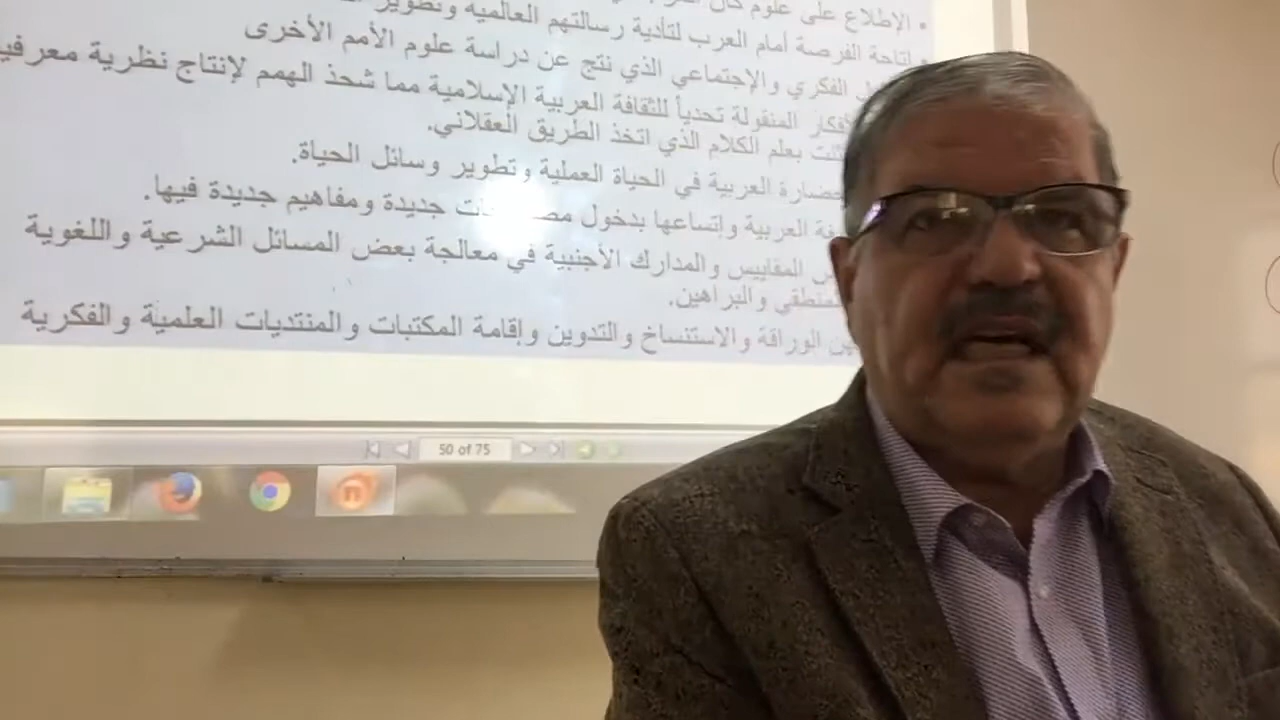 • الإطلاع على علوم
إتاحة الفرصة أمام العرب لتأدية رسالتهم العالمية وتطوير
الفكري والإجتماعي الذي نتج عن دراسة علوم الأمم الأخرى
المنقولة تحدياً للثقافة العربية الإسلامية مما شحذ الهمم لإنتاج نظرية
بعلم الكلام الذي اتخذ الطريق العقلاني.
العربية في الحياة العملية وتطوير وسائل الحياة.
العربية وإتساعها بدخول جديدة ومفاهيم جديدة فيها.
المقاييس والمدارك الأجنبية في معالجة بعض المسائل الشرعية واللغوية
والبراهين.
الوراقة والاستنساخ والتدوين وإقامة المكتبات والمنتديات العلمية والفكرية
50 of 75